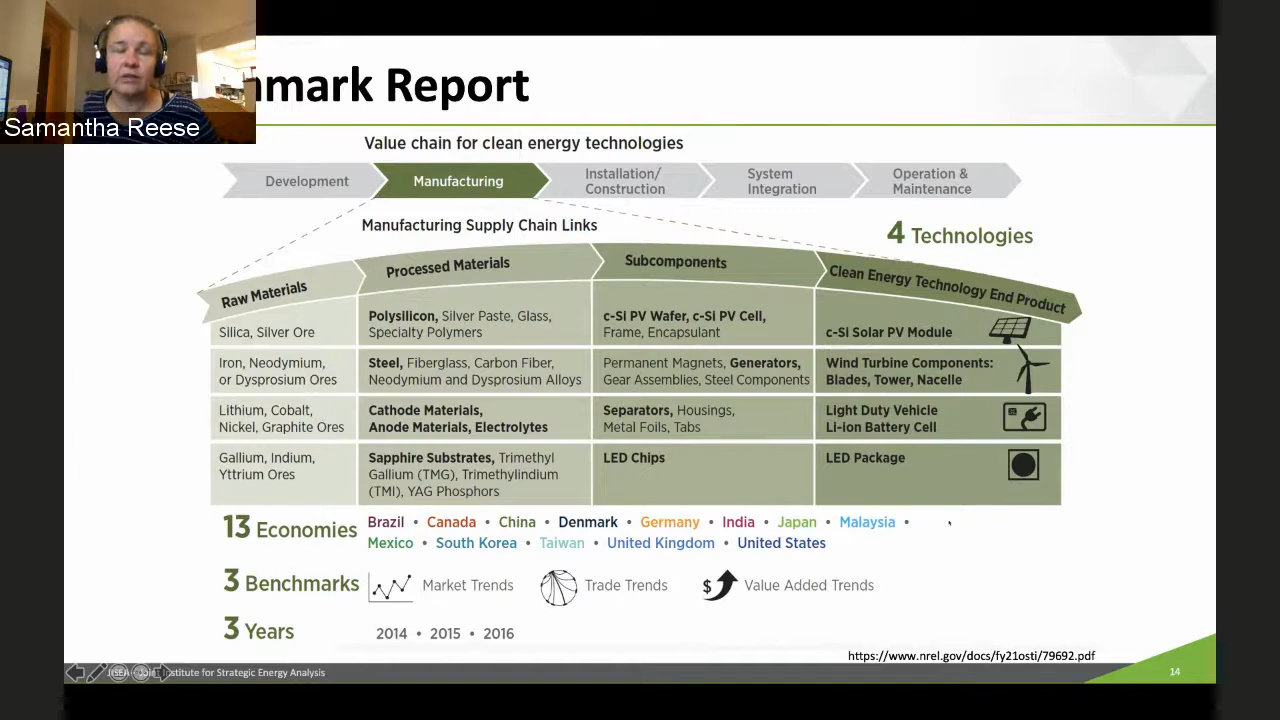 nmark Report
Samantha Reese
Value chain for clean energy technologies
Development
Manufacturing
Installation/
Construction
System
Integration
Operation &
Maintenance
Manufacturing Supply Chain Links
4 Technologies
Raw Materials
Processed Materials
Subcomponents
Clean Energy Technology End Product
Silica, Silver Ore
Polysilicon, Silver Paste, Glass,
Specialty Polymers
c-Si PV Wafer, c-Si PV Cell,
Frame, Encapsulant
c-Si Solar PV Module
Iron, Neodymium,
or Dysprosium Ores
Steel, Fiberglass, Carbon Fiber,
Neodymium and Dysprosium Alloys
Permanent Magnets, Generators,
Gear Assemblies, Steel Components
Wind Turbine Components:
Blades, Tower, Nacelle
Lithium, Cobalt,
Nickel, Graphite Ores
Cathode Materials,
Anode Materials, Electrolytes
Separators, Housings,
Metal Foils, Tabs
Light Duty Vehicle
Li-ion Battery Cell
Gallium, Indium,
Yttrium Ores
Sapphire Substrates, Trimethyl
Gallium (TMG), Trimethylindium
(TMI), YAG Phosphors
LED Chips
LED Package
13 Economies
Brazil • Canada • China • Denmark • Germany • India • Japan • Malaysia •
Mexico • South Korea • Taiwan • United Kingdom • United States
3 Benchmarks
Market Trends
Trade Trends
$
Value Added Trends
3 Years
2014 • 2015 • 2016
https://www.nrel.gov/docs/fy21osti/79692.pdf
JISEA—Joint Institute for Strategic Energy Analysis
14